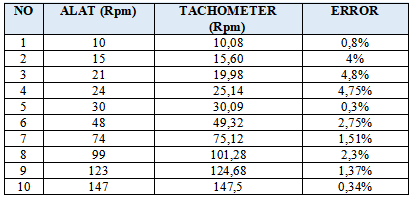 NO ALAT (Rpm) TACHOMETER (Rpm) ERROR
1 10 10,08 0,8%
2 15 15,60 4%
3 21 19,98 4,8%
4 24 25,14 4,75%
5 30 30,09 0,3%
6 48 49,32 2,75%
7 74 75,12 1,51%
8 99 101,28 2,3%
9 123 124,68 1,37%
10 147 147,5 0,34%